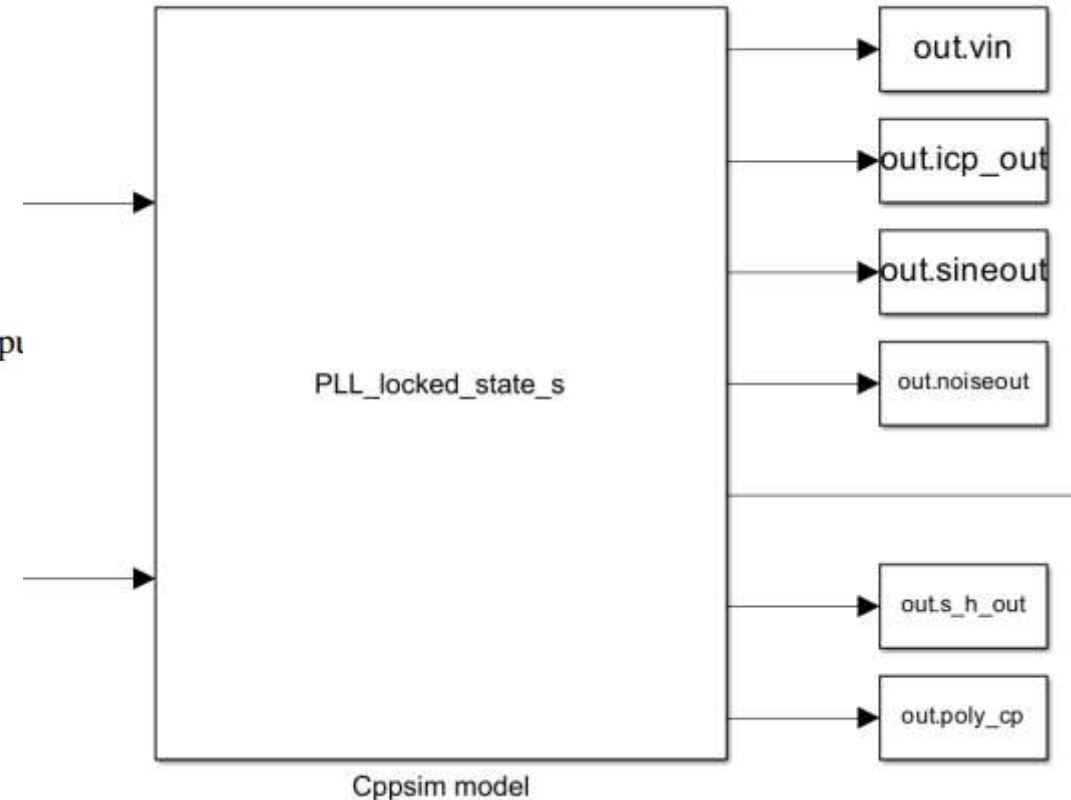 out.vin
out.icp_out
out.sineout
PLL_locked_state_s
out.noiseout
out.s_h_out
out.poly_cp
Cppsim model